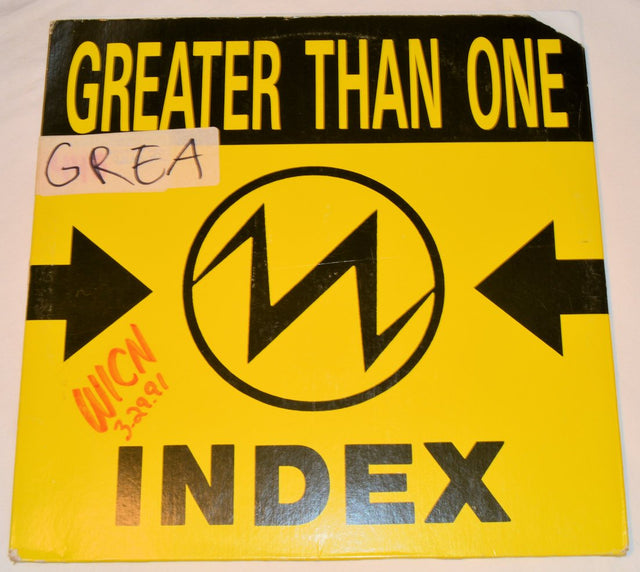 GREATER THAN ONE
GREA
WICN
3-29-91
INDEX